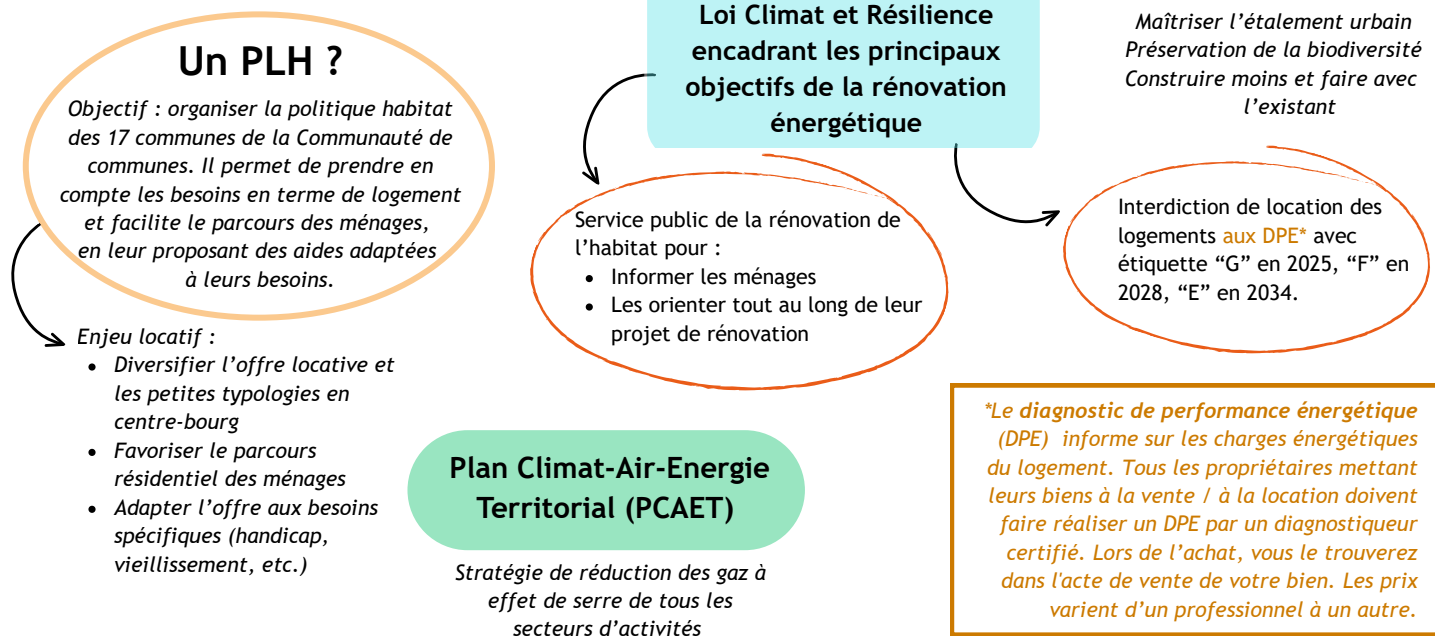 Un PLH ?
Objectif : organiser la politique habitat
des 17 communes de la Communauté de
communes. Il permet de prendre en
compte les besoins en terme de logement
et facilite le parcours des ménages,
en leur proposant des aides adaptées
à leurs besoins.
Enjeu locatif :
• Diversifier l’offre locative et
les petites typologies en
centre-bourg
• Favoriser le parcours
résidentiel des ménages
• Adapter l’offre aux besoins
spécifiques (handicap,
vieillissement, etc.)
Loi Climat et Résilience
encadrant les principaux
objectifs de la rénovation
énergétique
Service public de la rénovation de
l’habitat pour :
• Informer les ménages
• Les orienter tout au long de leur
projet de rénovation
Plan Climat-Air-Energie
Territorial (PCAET)
Stratégie de réduction des gaz à
effet de serre de tous les
secteurs d’activités
Maîtriser l’étalement urbain
Préservation de la biodiversité
Construire moins et faire avec
l’existant
Interdiction de location des
logements aux DPE* avec
étiquette “G” en 2025, “F” en
2028, “E” en 2034.
*Le diagnostic de performance énergétique
(DPE) informe sur les charges énergétiques
du logement. Tous les propriétaires mettant
leurs biens à la vente / à la location doivent
faire réaliser un DPE par un diagnostiqueur
certifié. Lors de l’achat, vous le trouverez
dans l'acte de vente de votre bien. Les prix
varient d’un professionnel à un autre.